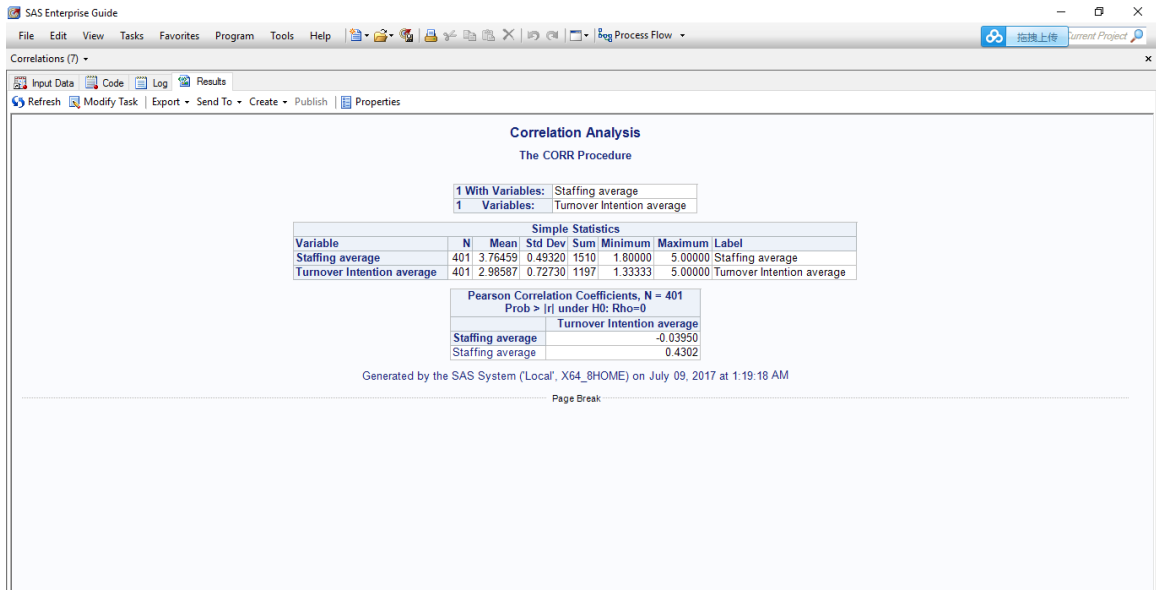 SAS Enterprise Guide
File Edit View Tasks Favorites Program Tools Help Process Flow 拖拽上传 Current Project
Correlations (7)
Input Data Code Log Results
Refresh Modify Task Export Send To Create Publish Properties
Correlation Analysis
The CORR Procedure
1 With Variables: Staffing average
1 Variables: Turnover Intention average
Simple Statistics
Variable N Mean Std Dev Sum Minimum Maximum Label
Staffing average 401 3.76459 0.49320 1510 1.80000 5.00000 Staffing average
Turnover Intention average 401 2.98587 0.72730 1197 1.33333 5.00000 Turnover Intention average
Pearson Correlation Coefficients, N = 401
Prob > |r| under H0: Rho=0
Turnover Intention average
Staffing average -0.03950
Staffing average 0.4302
Generated by the SAS System ('Local', X64_8HOME) on July 09, 2017 at 1:19:18 AM
Page Break